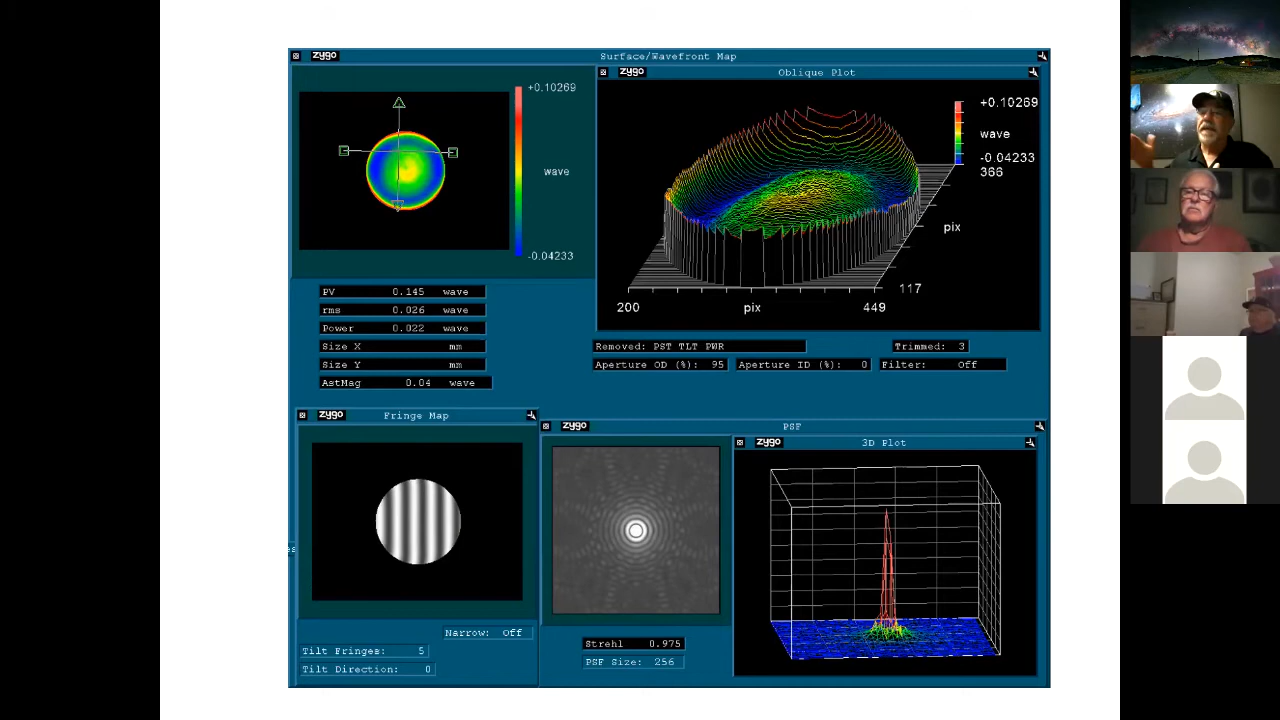 zygo Surface/Wavefront Map
+0.10269
wave
-0.04233
zygo Oblique Plot
+0.10269
wave
-0.04233
366
pix
117
200 pix 449
PV 0.145 wave
rms 0.026 wave
Power 0.022 wave
Size X mm
Size Y mm
AstMag 0.04 wave
Removed: PST TLT PWR
Trimmed: 3
Aperture OD (%): 95
Aperture ID (%): 0
Filter: Off
zygo Fringe Map
Narrow: Off
Tilt Fringes: 5
Tilt Direction: 0
zygo PSF
Strehl 0.975
PSF Size: 256
zygo 3D Plot
es